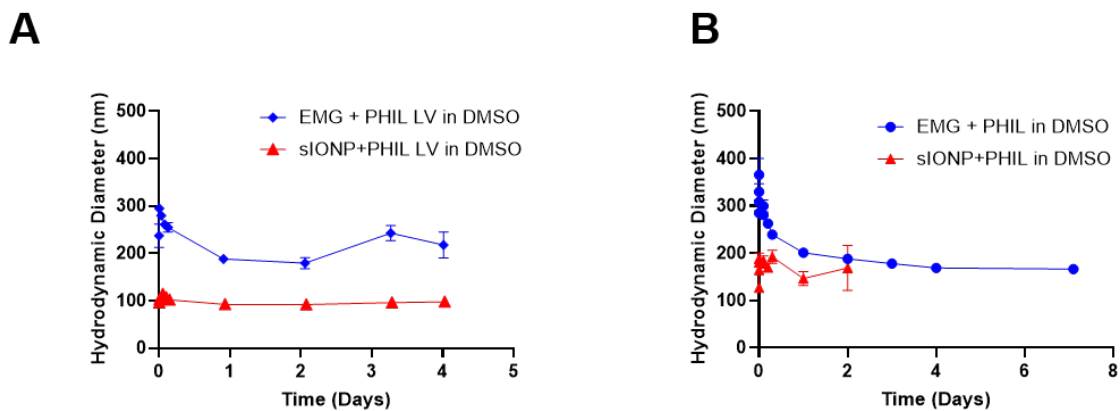 A
Hydrodynamic Diameter (nm)
500
400
300
200
100
0
EMG + PHIL LV in DMSO
sIONP+PHIL LV in DMSO
0 1 2 3 4 5
Time (Days)
B
Hydrodynamic Diameter (nm)
500
400
300
200
100
0
EMG + PHIL in DMSO
sIONP+PHIL in DMSO
0 2 4 6 8
Time (Days)